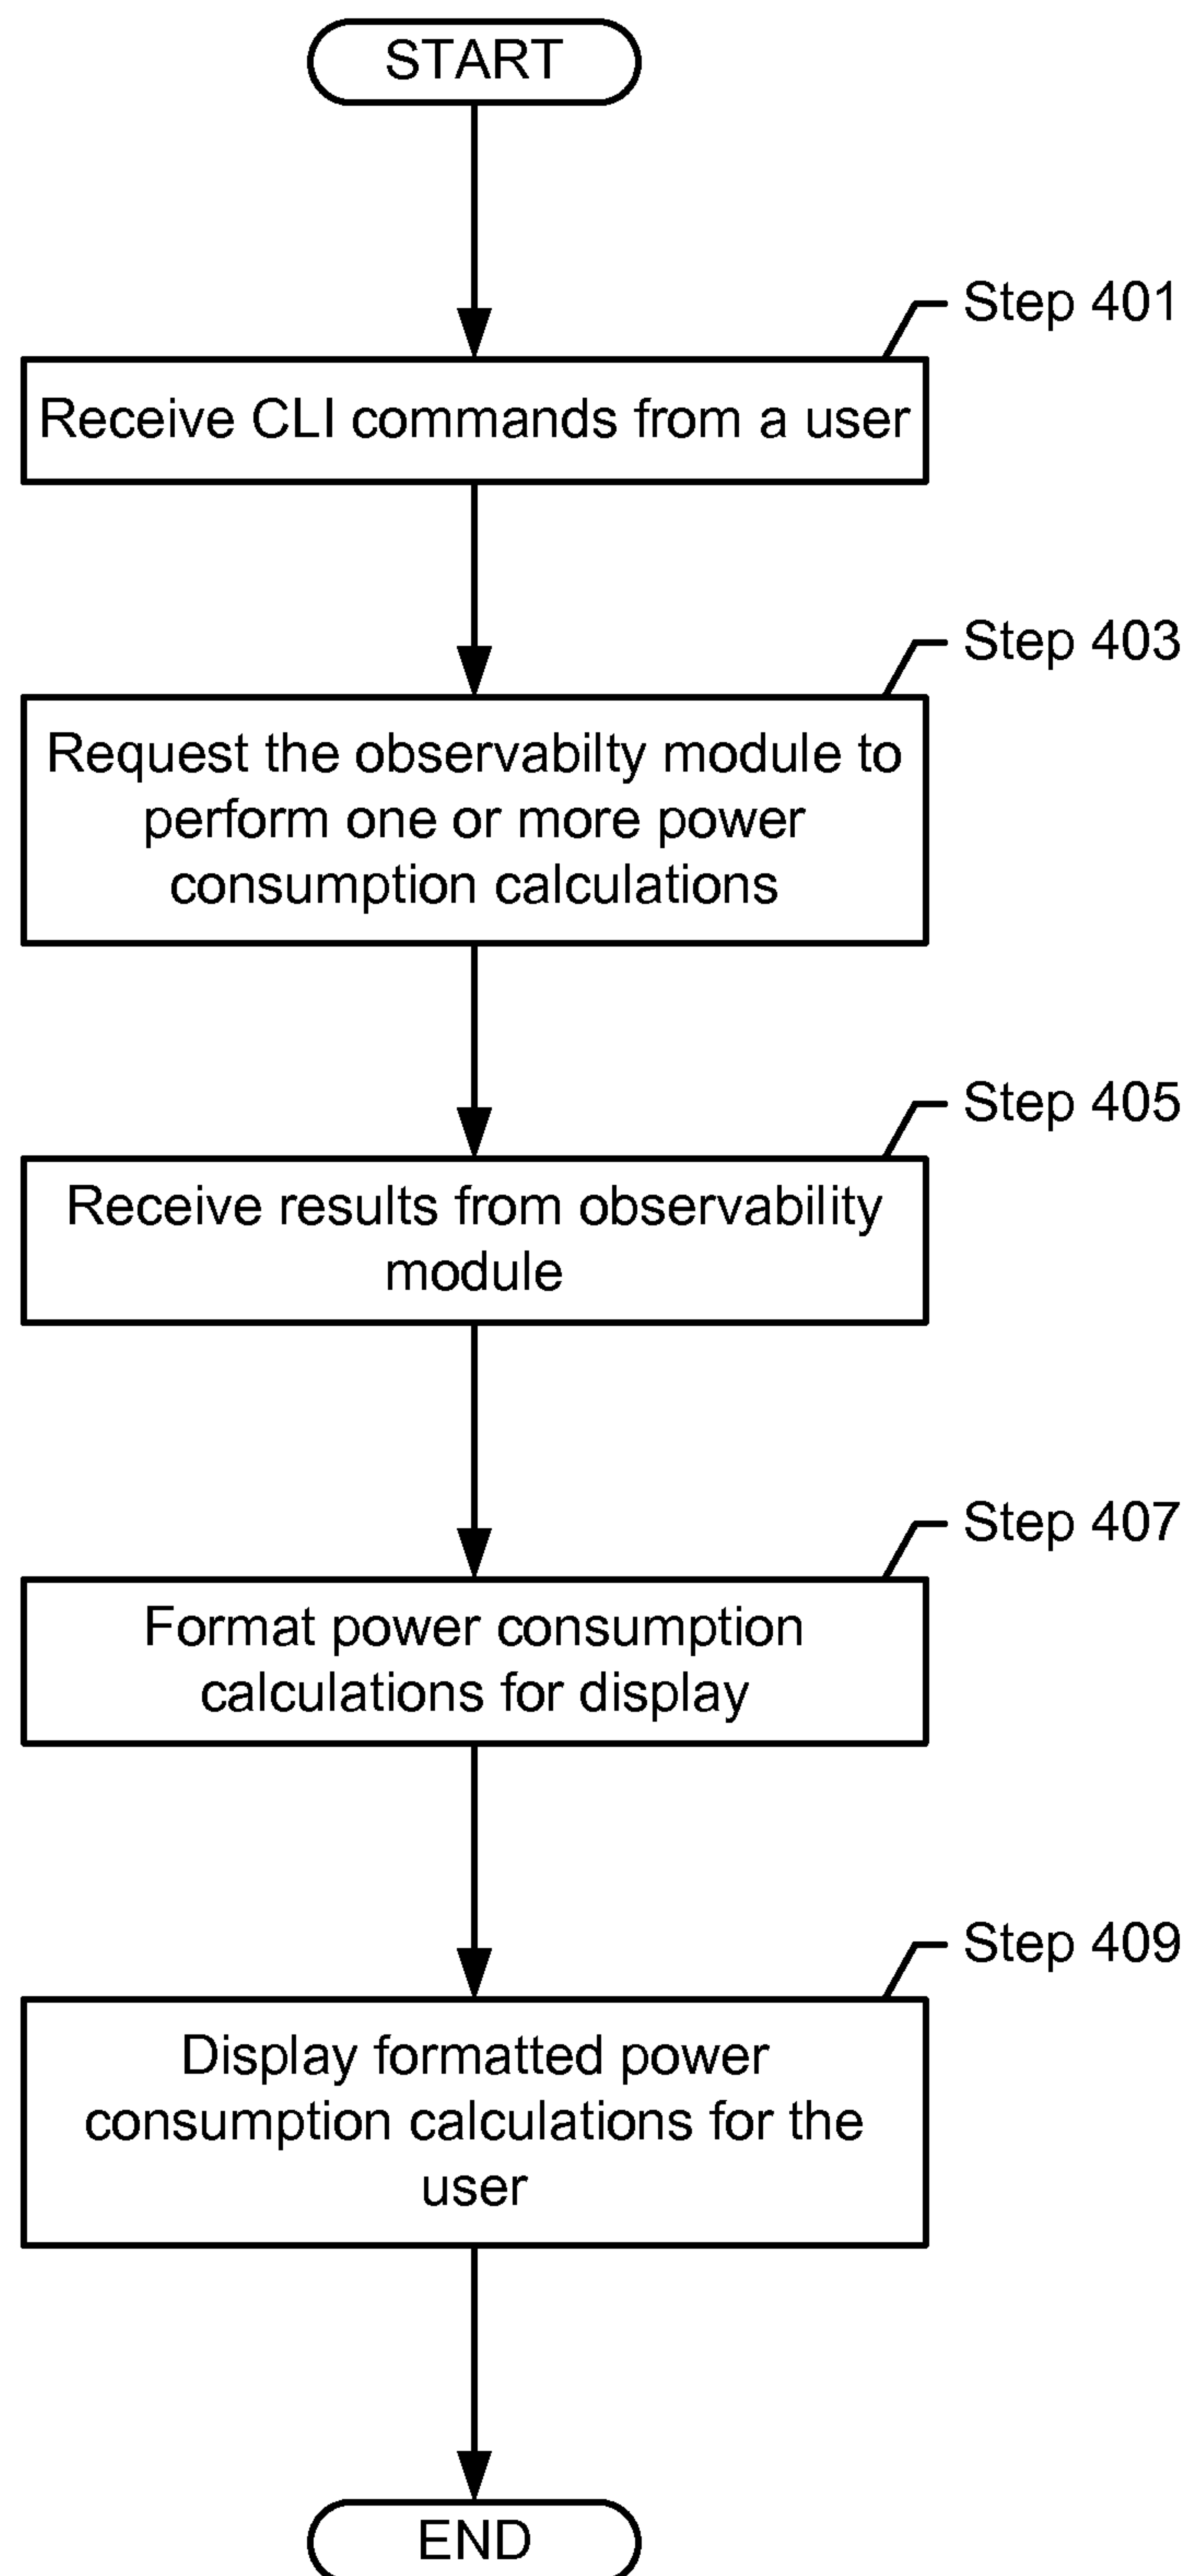 START
Step 401
Receive CLI commands from a user
Step 403
Request the observabilty module to
perform one or more power
consumption calculations
Step 405
Receive results from observability
module
Step 407
Format power consumption
calculations for display
Step 409
Display formatted power
consumption calculations for the
user
END